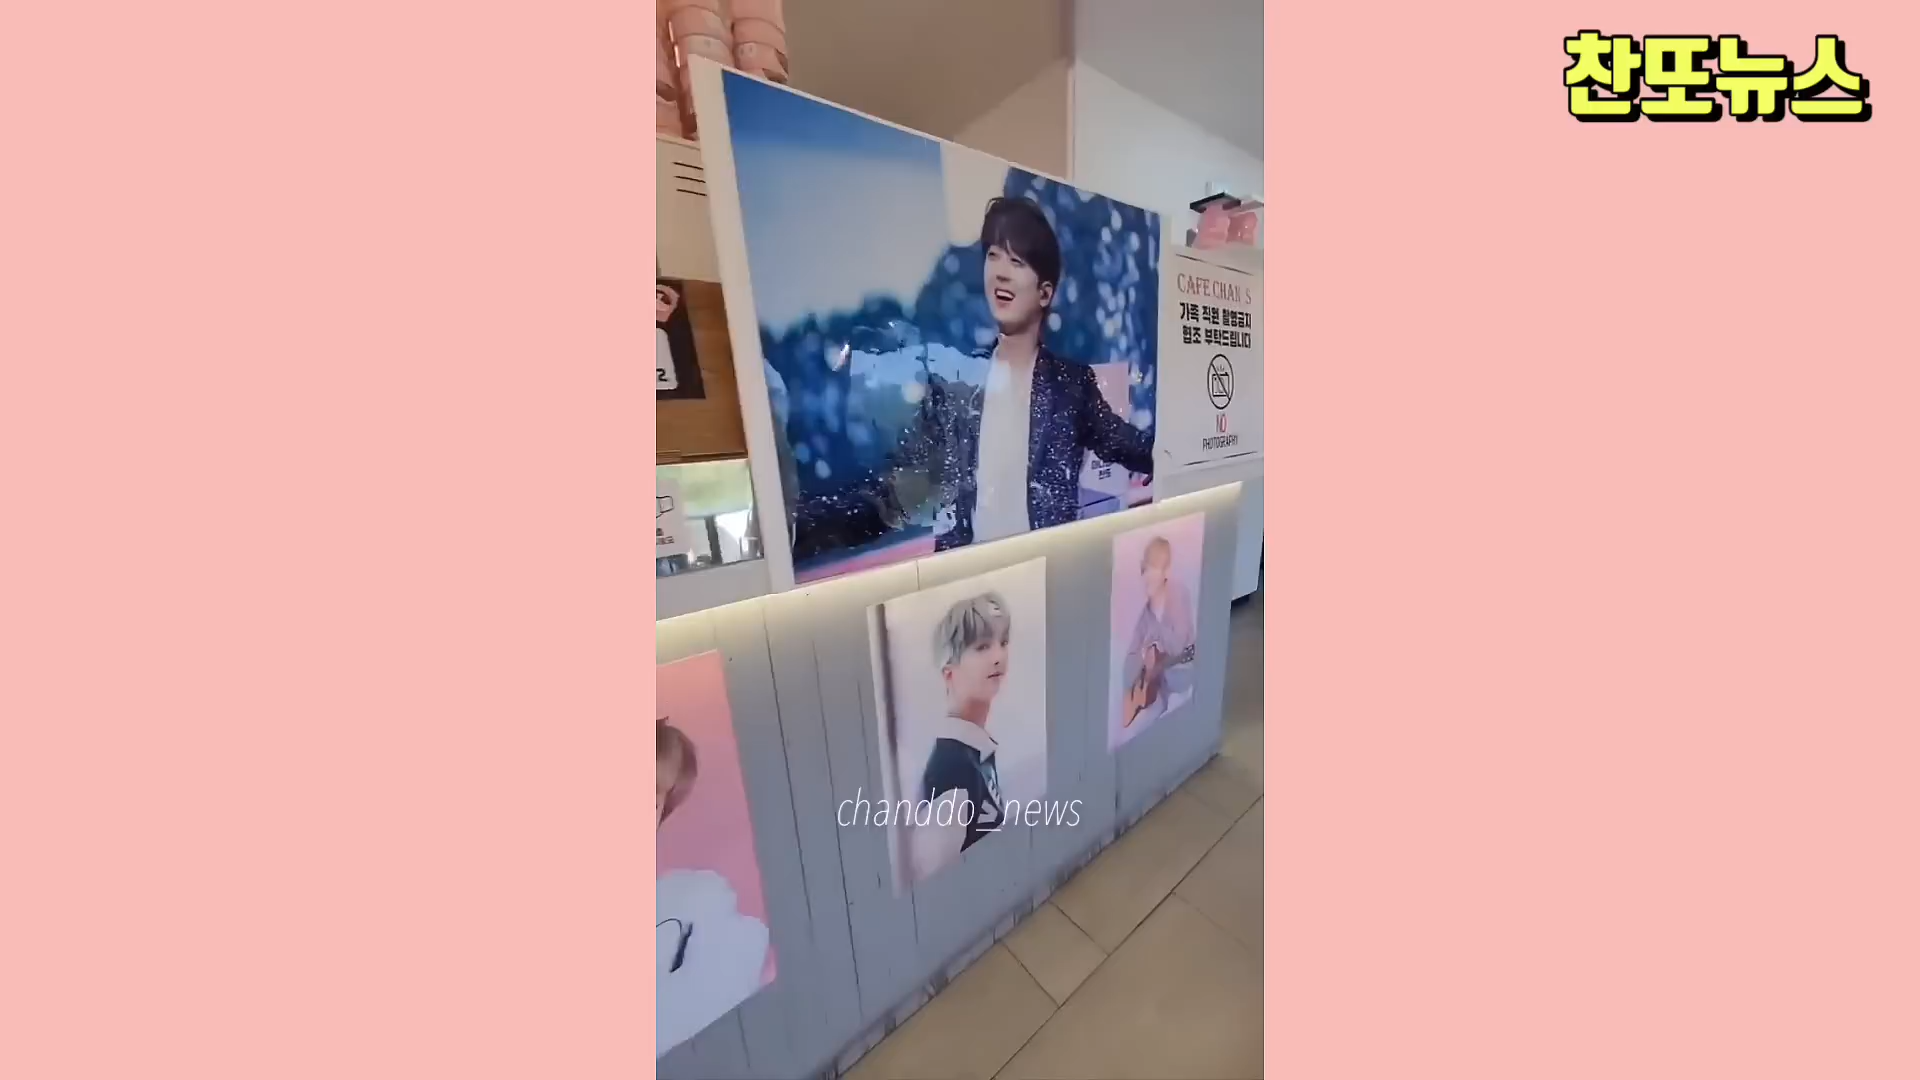 찬또뉴스
CAFE CHAN S
가족 직원 촬영금지
협조 부탁드립니다
NO
PHOTOGRAPHY
chanddo_news